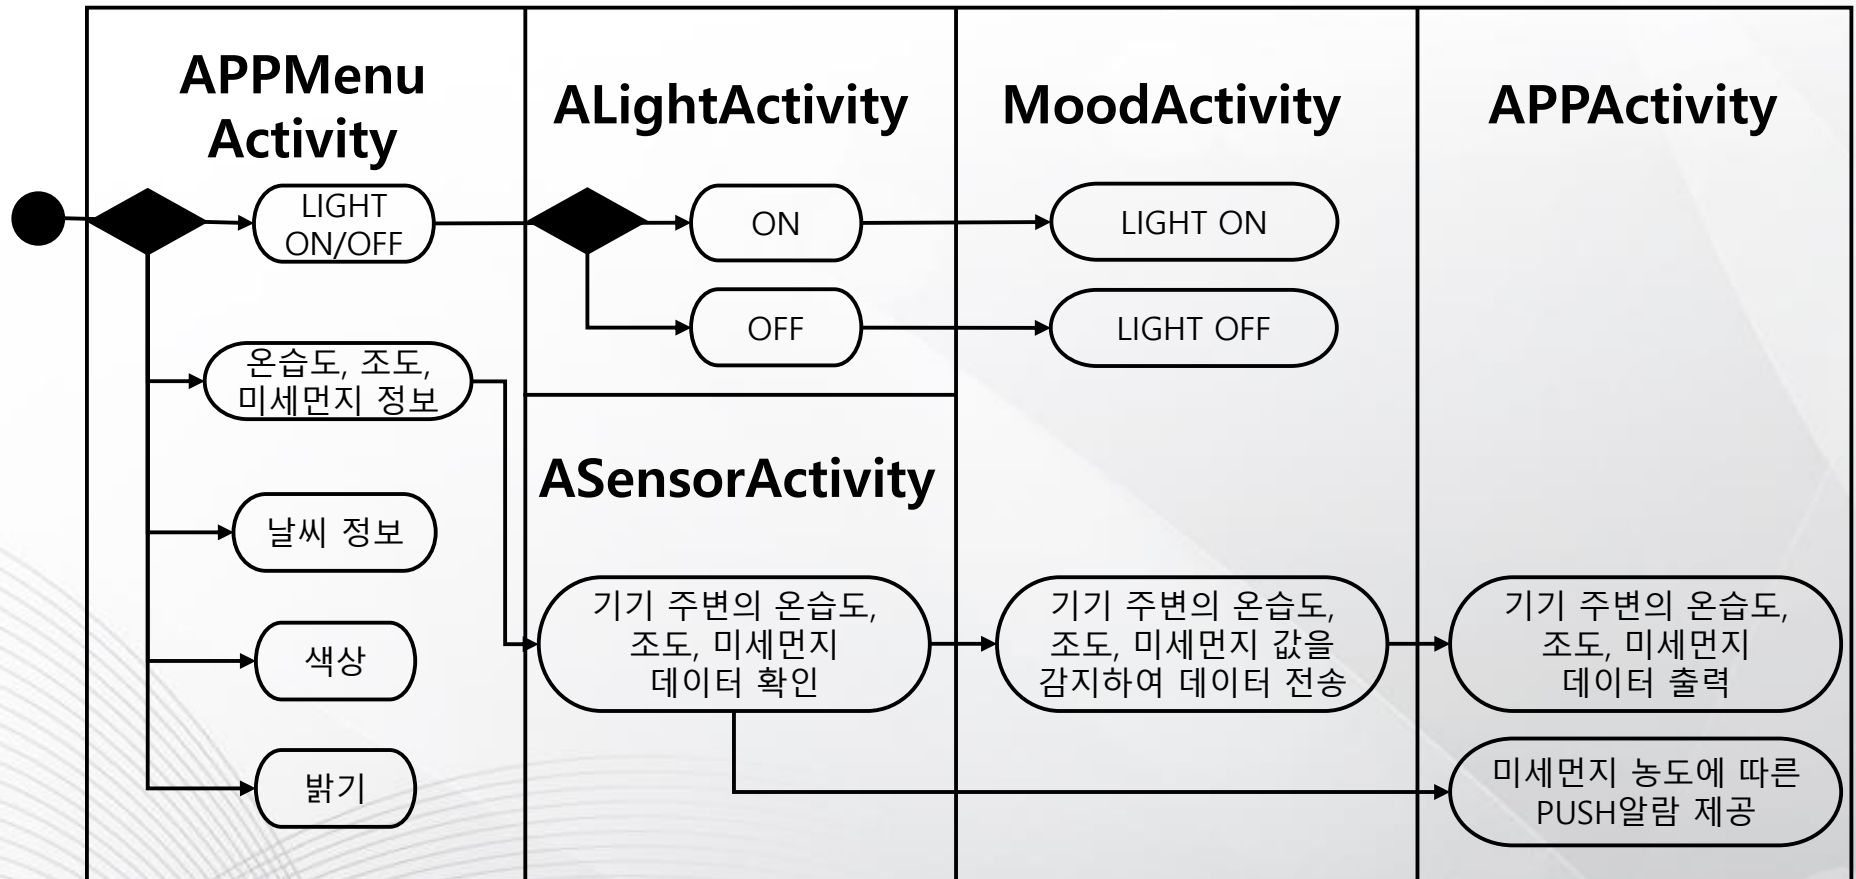 APPMenu
Activity
ALightActivity
MoodActivity
APPActivity
LIGHT
ON/OFF
ON
LIGHT ON
OFF
LIGHT OFF
온습도, 조도,
미세먼지 정보
ASensorActivity
날씨 정보
색상
밝기
기기 주변의 온습도,
조도, 미세먼지
데이터 확인
기기 주변의 온습도,
조도, 미세먼지 값을
감지하여 데이터 전송
기기 주변의 온습도,
조도, 미세먼지
데이터 출력
미세먼지 농도에 따른
PUSH알람 제공